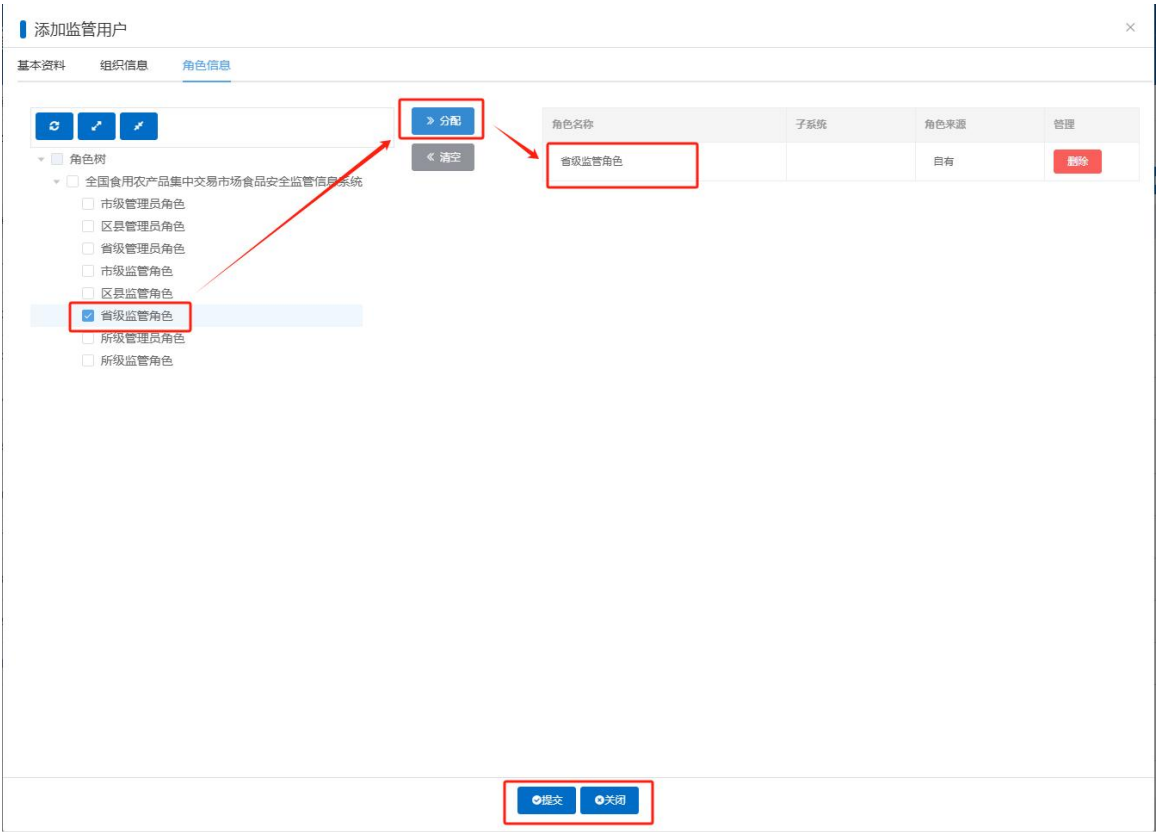 添加监管用户
基本资料 组织信息 角色信息
分配
清空
角色树
全国食用农产品集中交易市场食品安全监管信息系统
市级管理员角色
区县管理员角色
省级管理员角色
市级监管角色
区县监管角色
省级监管角色
所级管理员角色
所级监管角色
角色名称 子系统 角色来源 管理
省级监管角色 自有 删除
提交 关闭